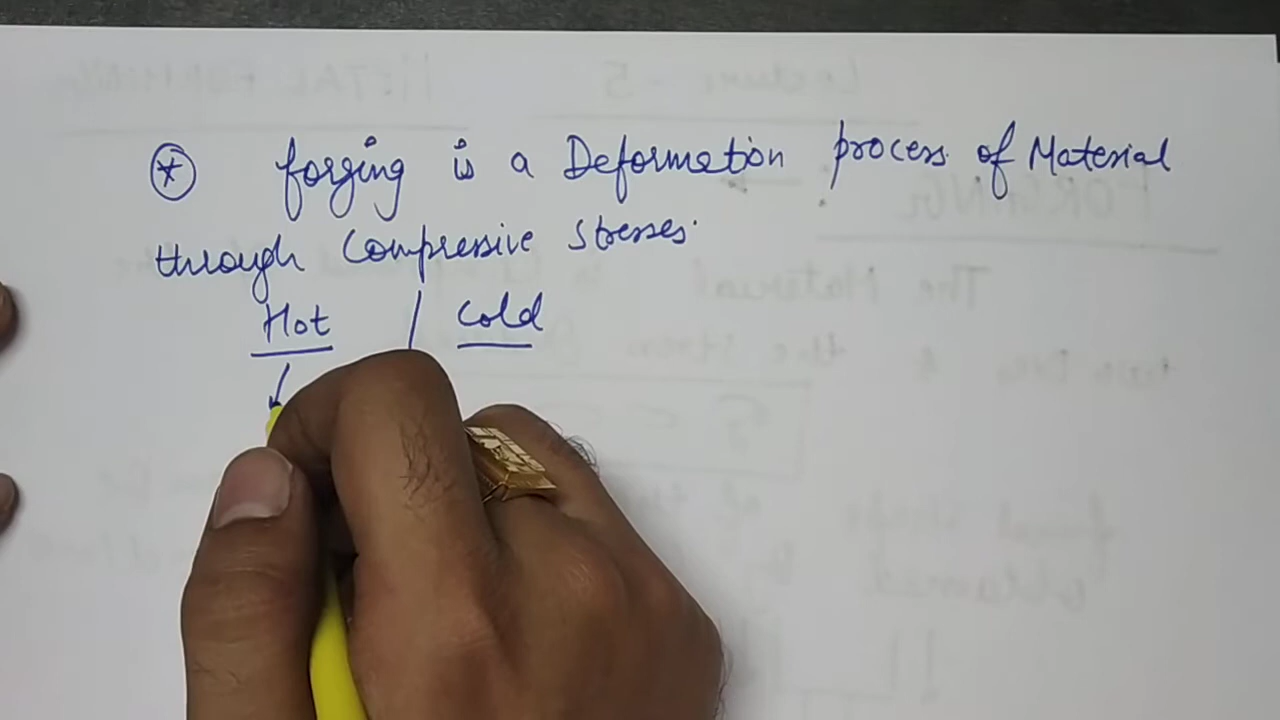 * forging is a Deformation process of Material
through Compressive Stresses.
Hot / Cold